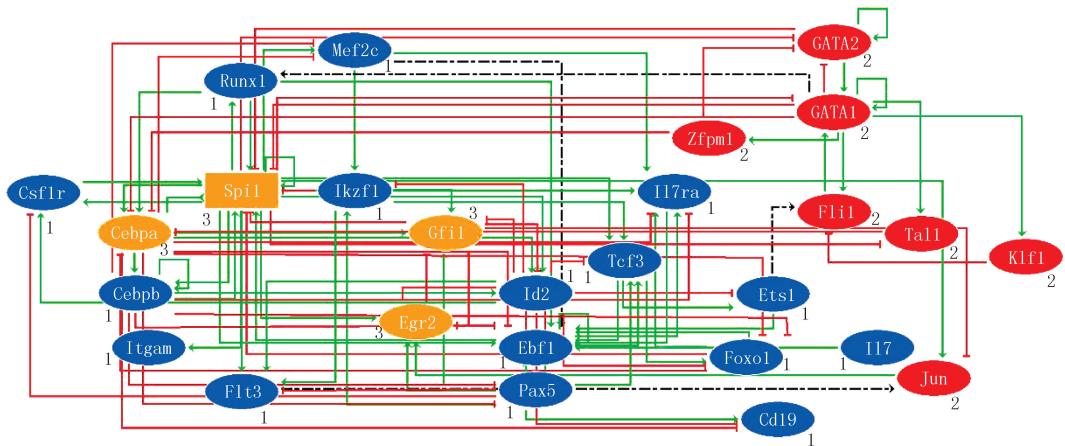 GATA2
2
Mef2c
1
Runx1
1
GATA1
2
Zfpm1
2
Csf1r
1
Spi1
3
Ikzf1
1
Il7ra
1
Cebpa
3
Gfi1
3
Fli1
2
Tal1
2
Klf1
2
Tcf3
1
Cebpb
1
Id2
1
Ets1
1
Egr2
3
Itgam
1
Ebf1
1
Foxo1
1
Il7
1
Flt3
1
Pax5
1
Jun
2
Cd19
1